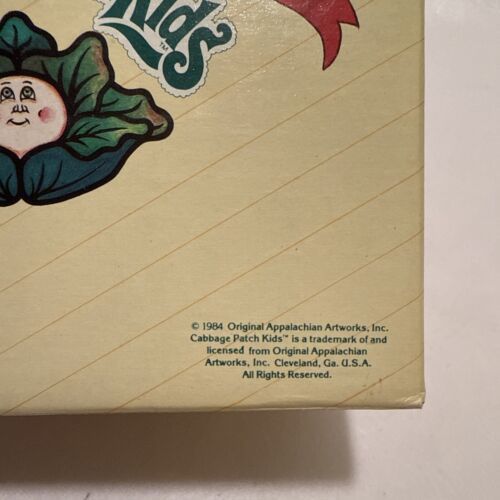 Kids™
© 1984 Original Appalachian Artworks, Inc.
Cabbage Patch Kids™ is a trademark of and
licensed from Original Appalachian
Artworks, Inc. Cleveland, Ga. U.S.A.
All Rights Reserved.